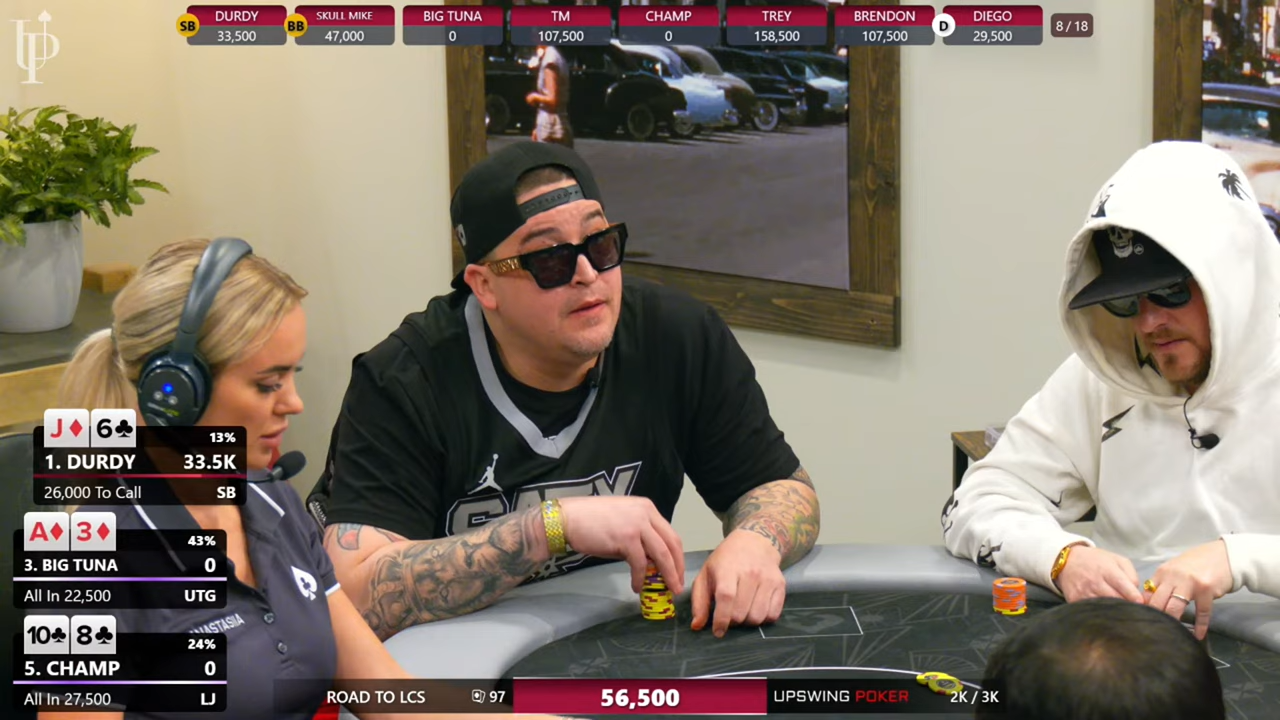 DURDY
33,500
SB
SKULL MIKE
47,000
BB
BIG TUNA
0
TM
107,500
CHAMP
0
TREY
158,500
BRENDON
107,500
D
DIEGO
29,500
8 / 18
UP
J♦ 6♣
13%
1. DURDY 33.5K
26,000 To Call SB
A♦ 3♦
43%
3. BIG TUNA 0
All In 22,500 UTG
10♣ 8♣
24%
5. CHAMP 0
All In 27,500 LJ
ANASTASIIA
ROAD TO LCS
97
56,500
UPSWING POKER
2K / 3K